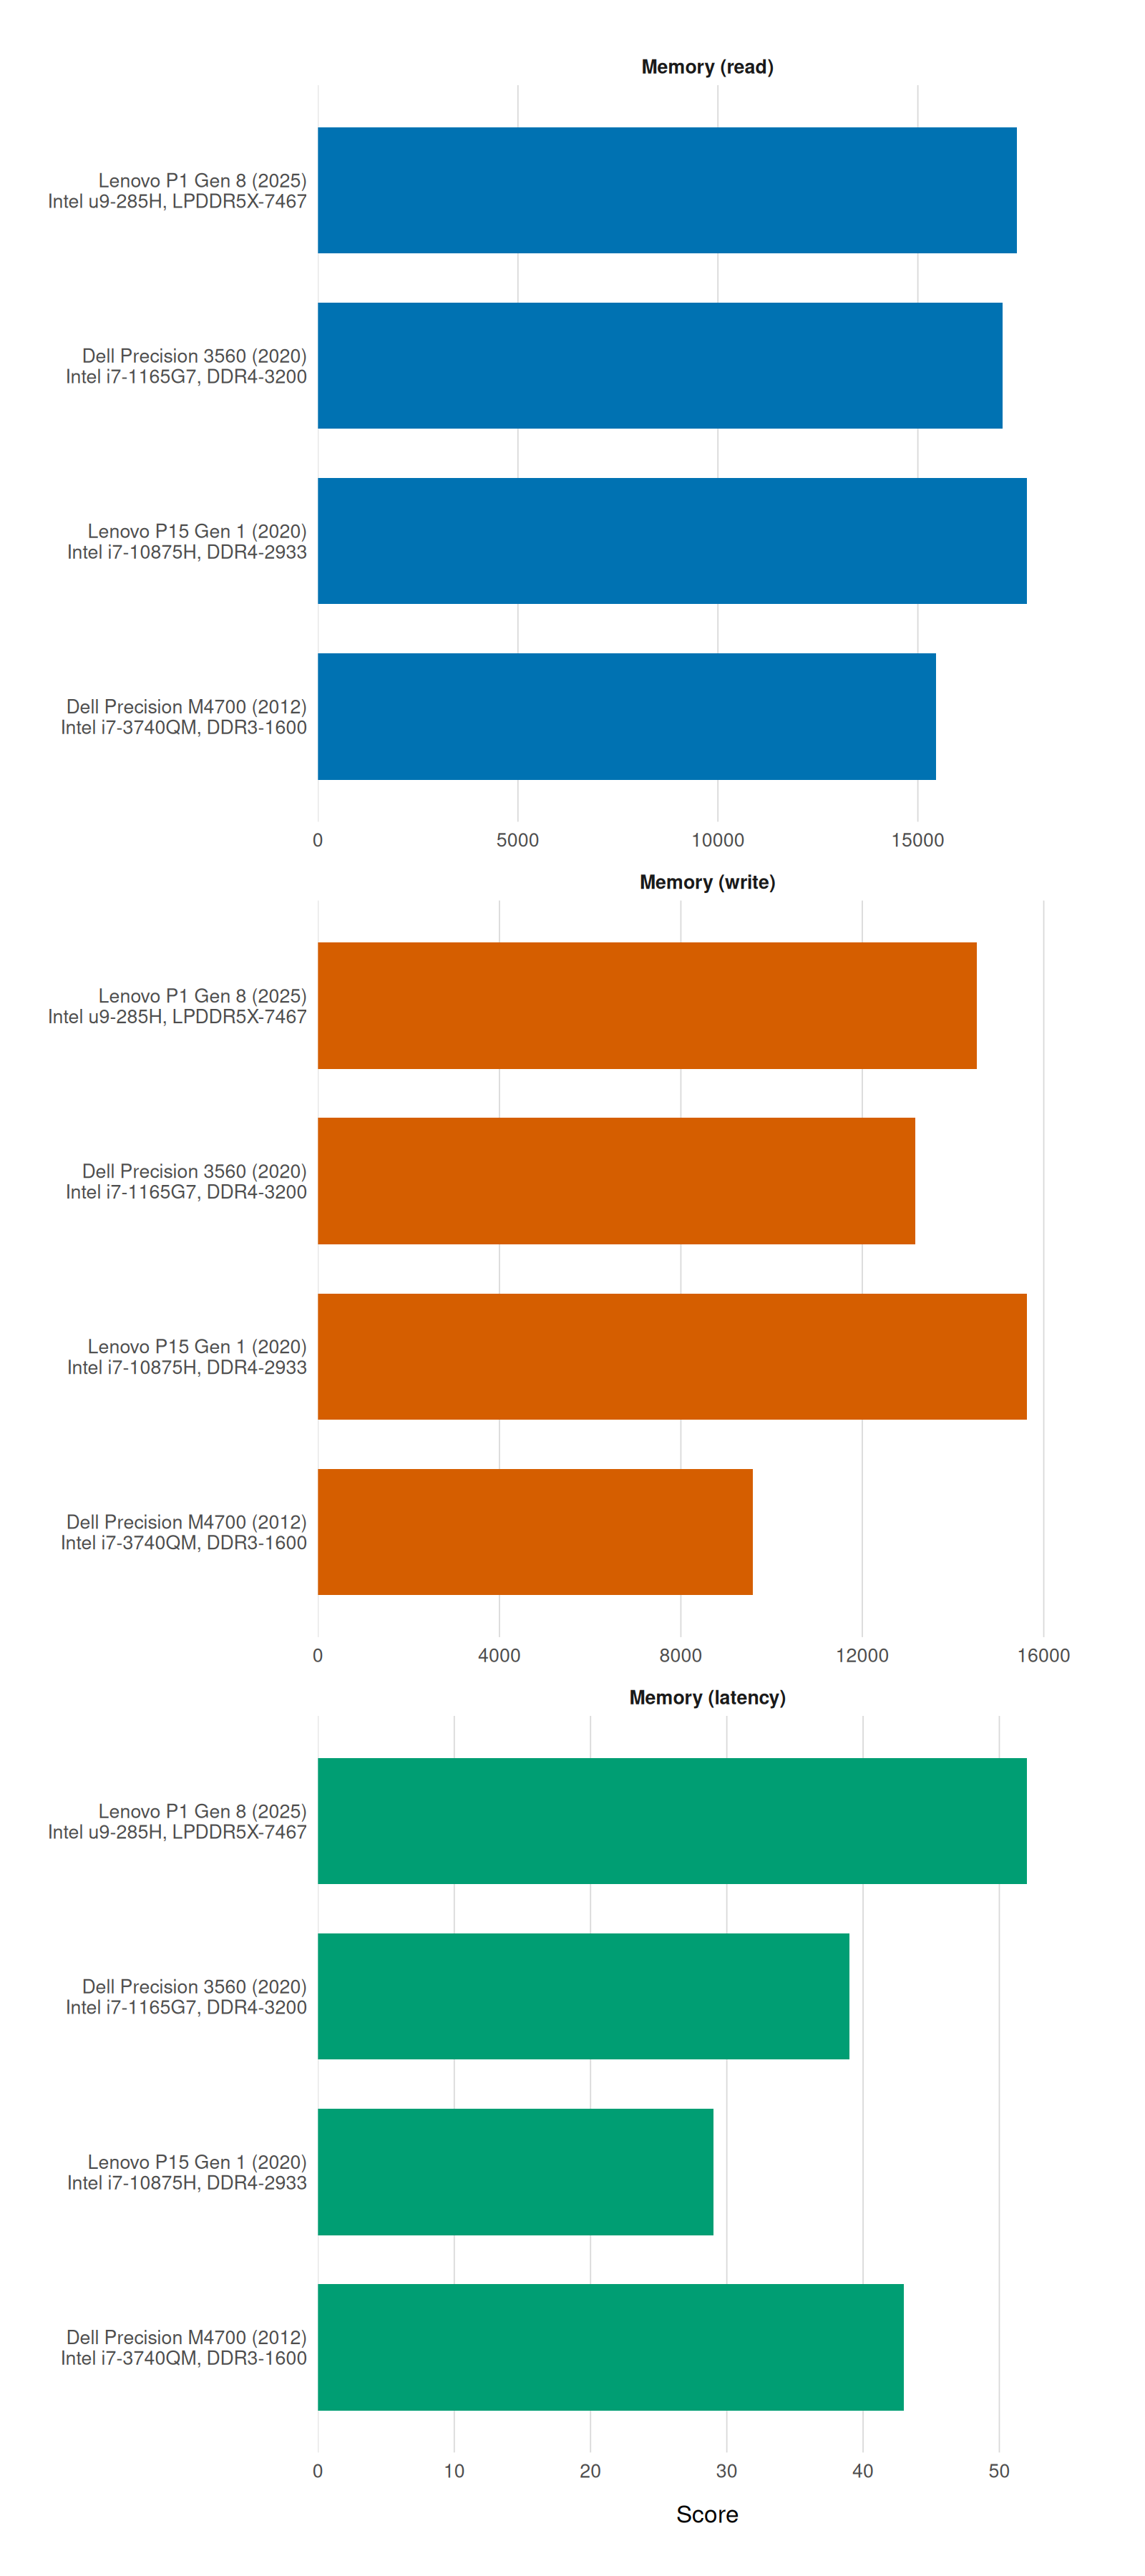 Memory (read)
Lenovo P1 Gen 8 (2025)
Intel u9-285H, LPDDR5X-7467
Dell Precision 3560 (2020)
Intel i7-1165G7, DDR4-3200
Lenovo P15 Gen 1 (2020)
Intel i7-10875H, DDR4-2933
Dell Precision M4700 (2012)
Intel i7-3740QM, DDR3-1600
0 5000 10000 15000
Memory (write)
Lenovo P1 Gen 8 (2025)
Intel u9-285H, LPDDR5X-7467
Dell Precision 3560 (2020)
Intel i7-1165G7, DDR4-3200
Lenovo P15 Gen 1 (2020)
Intel i7-10875H, DDR4-2933
Dell Precision M4700 (2012)
Intel i7-3740QM, DDR3-1600
0 4000 8000 12000 16000
Memory (latency)
Lenovo P1 Gen 8 (2025)
Intel u9-285H, LPDDR5X-7467
Dell Precision 3560 (2020)
Intel i7-1165G7, DDR4-3200
Lenovo P15 Gen 1 (2020)
Intel i7-10875H, DDR4-2933
Dell Precision M4700 (2012)
Intel i7-3740QM, DDR3-1600
0 10 20 30 40 50
Score